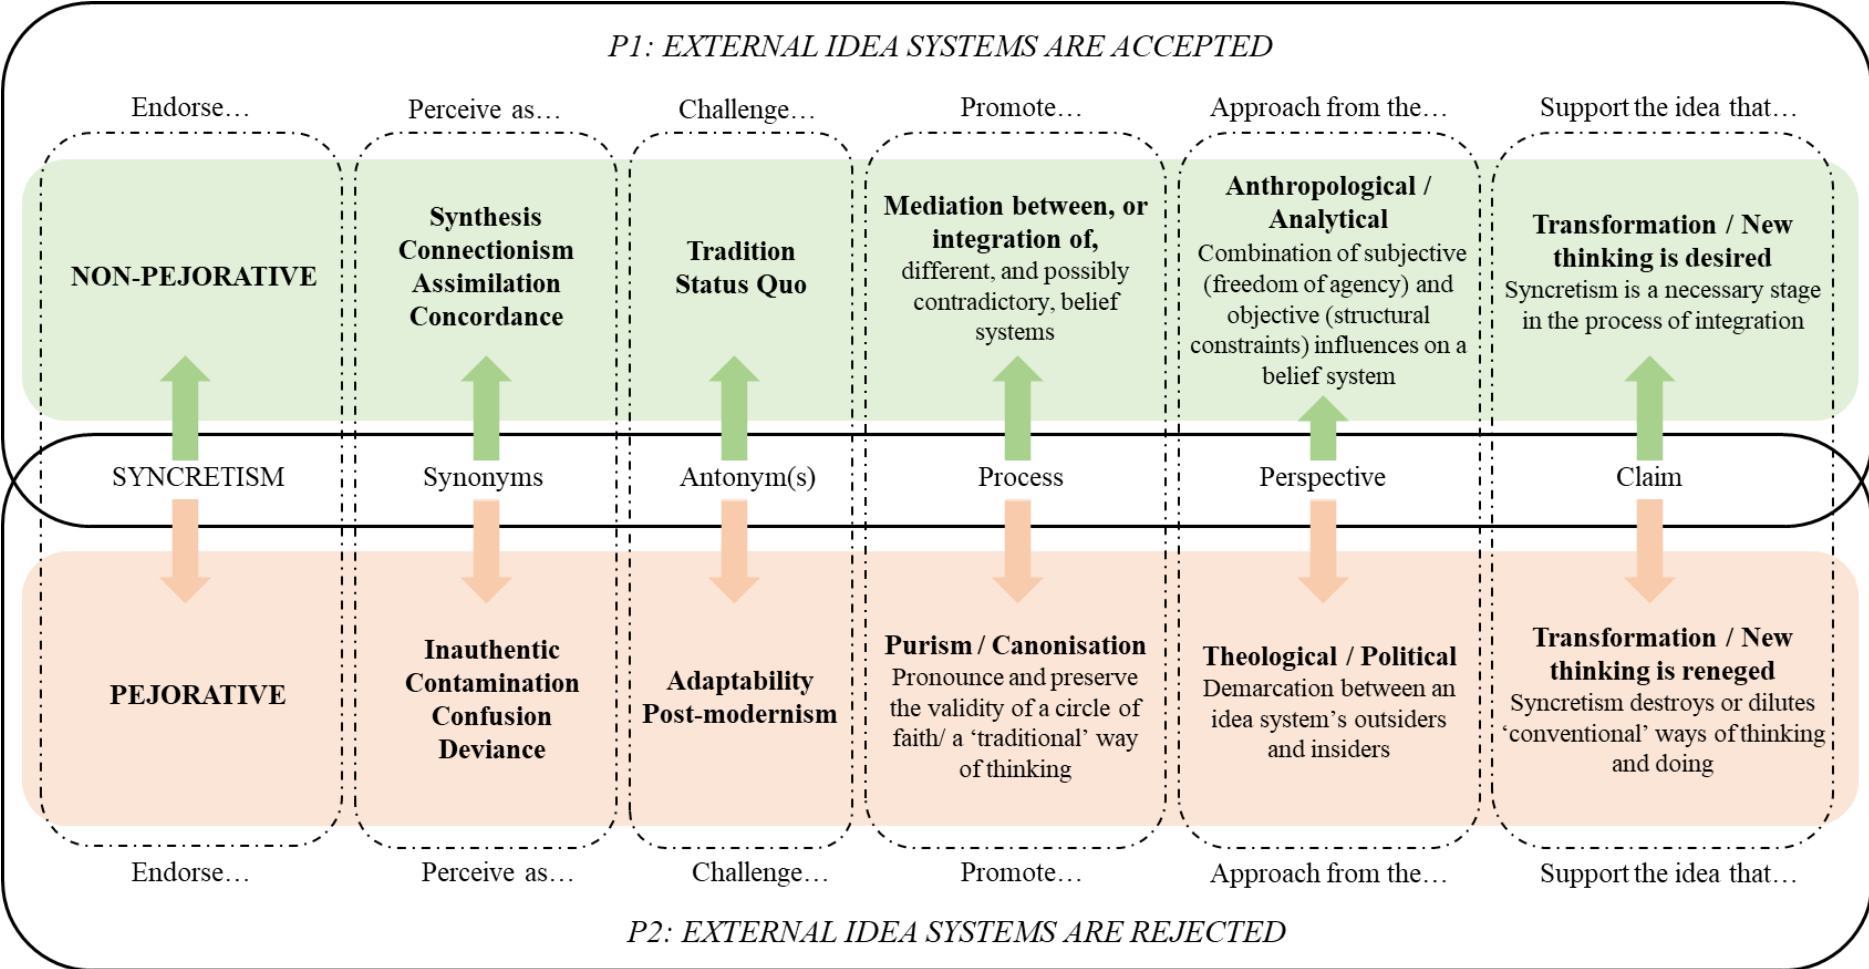 P1: EXTERNAL IDEA SYSTEMS ARE ACCEPTED
Endorse…
Perceive as…
Challenge…
Promote…
Approach from the…
Support the idea that…
NON-PEJORATIVE
Synthesis
Connectionism
Assimilation
Concordance
Tradition
Status Quo
Mediation between, or
integration of,
different, and possibly
contradictory, belief
systems
Anthropological /
Analytical
Combination of subjective
(freedom of agency) and
objective (structural
constraints) influences on a
belief system
Transformation / New
thinking is desired
Syncretism is a necessary stage
in the process of integration
SYNCRETISM
Synonyms
Antonym(s)
Process
Perspective
Claim
PEJORATIVE
Inauthentic
Contamination
Confusion
Deviance
Adaptability
Post-modernism
Purism / Canonisation
Pronounce and preserve
the validity of a circle of
faith/ a ‘traditional’ way
of thinking
Theological / Political
Demarcation between an
idea system’s outsiders
and insiders
Transformation / New
thinking is reneged
Syncretism destroys or dilutes
‘conventional’ ways of thinking
and doing
Endorse…
Perceive as…
Challenge…
Promote…
Approach from the…
Support the idea that…
P2: EXTERNAL IDEA SYSTEMS ARE REJECTED